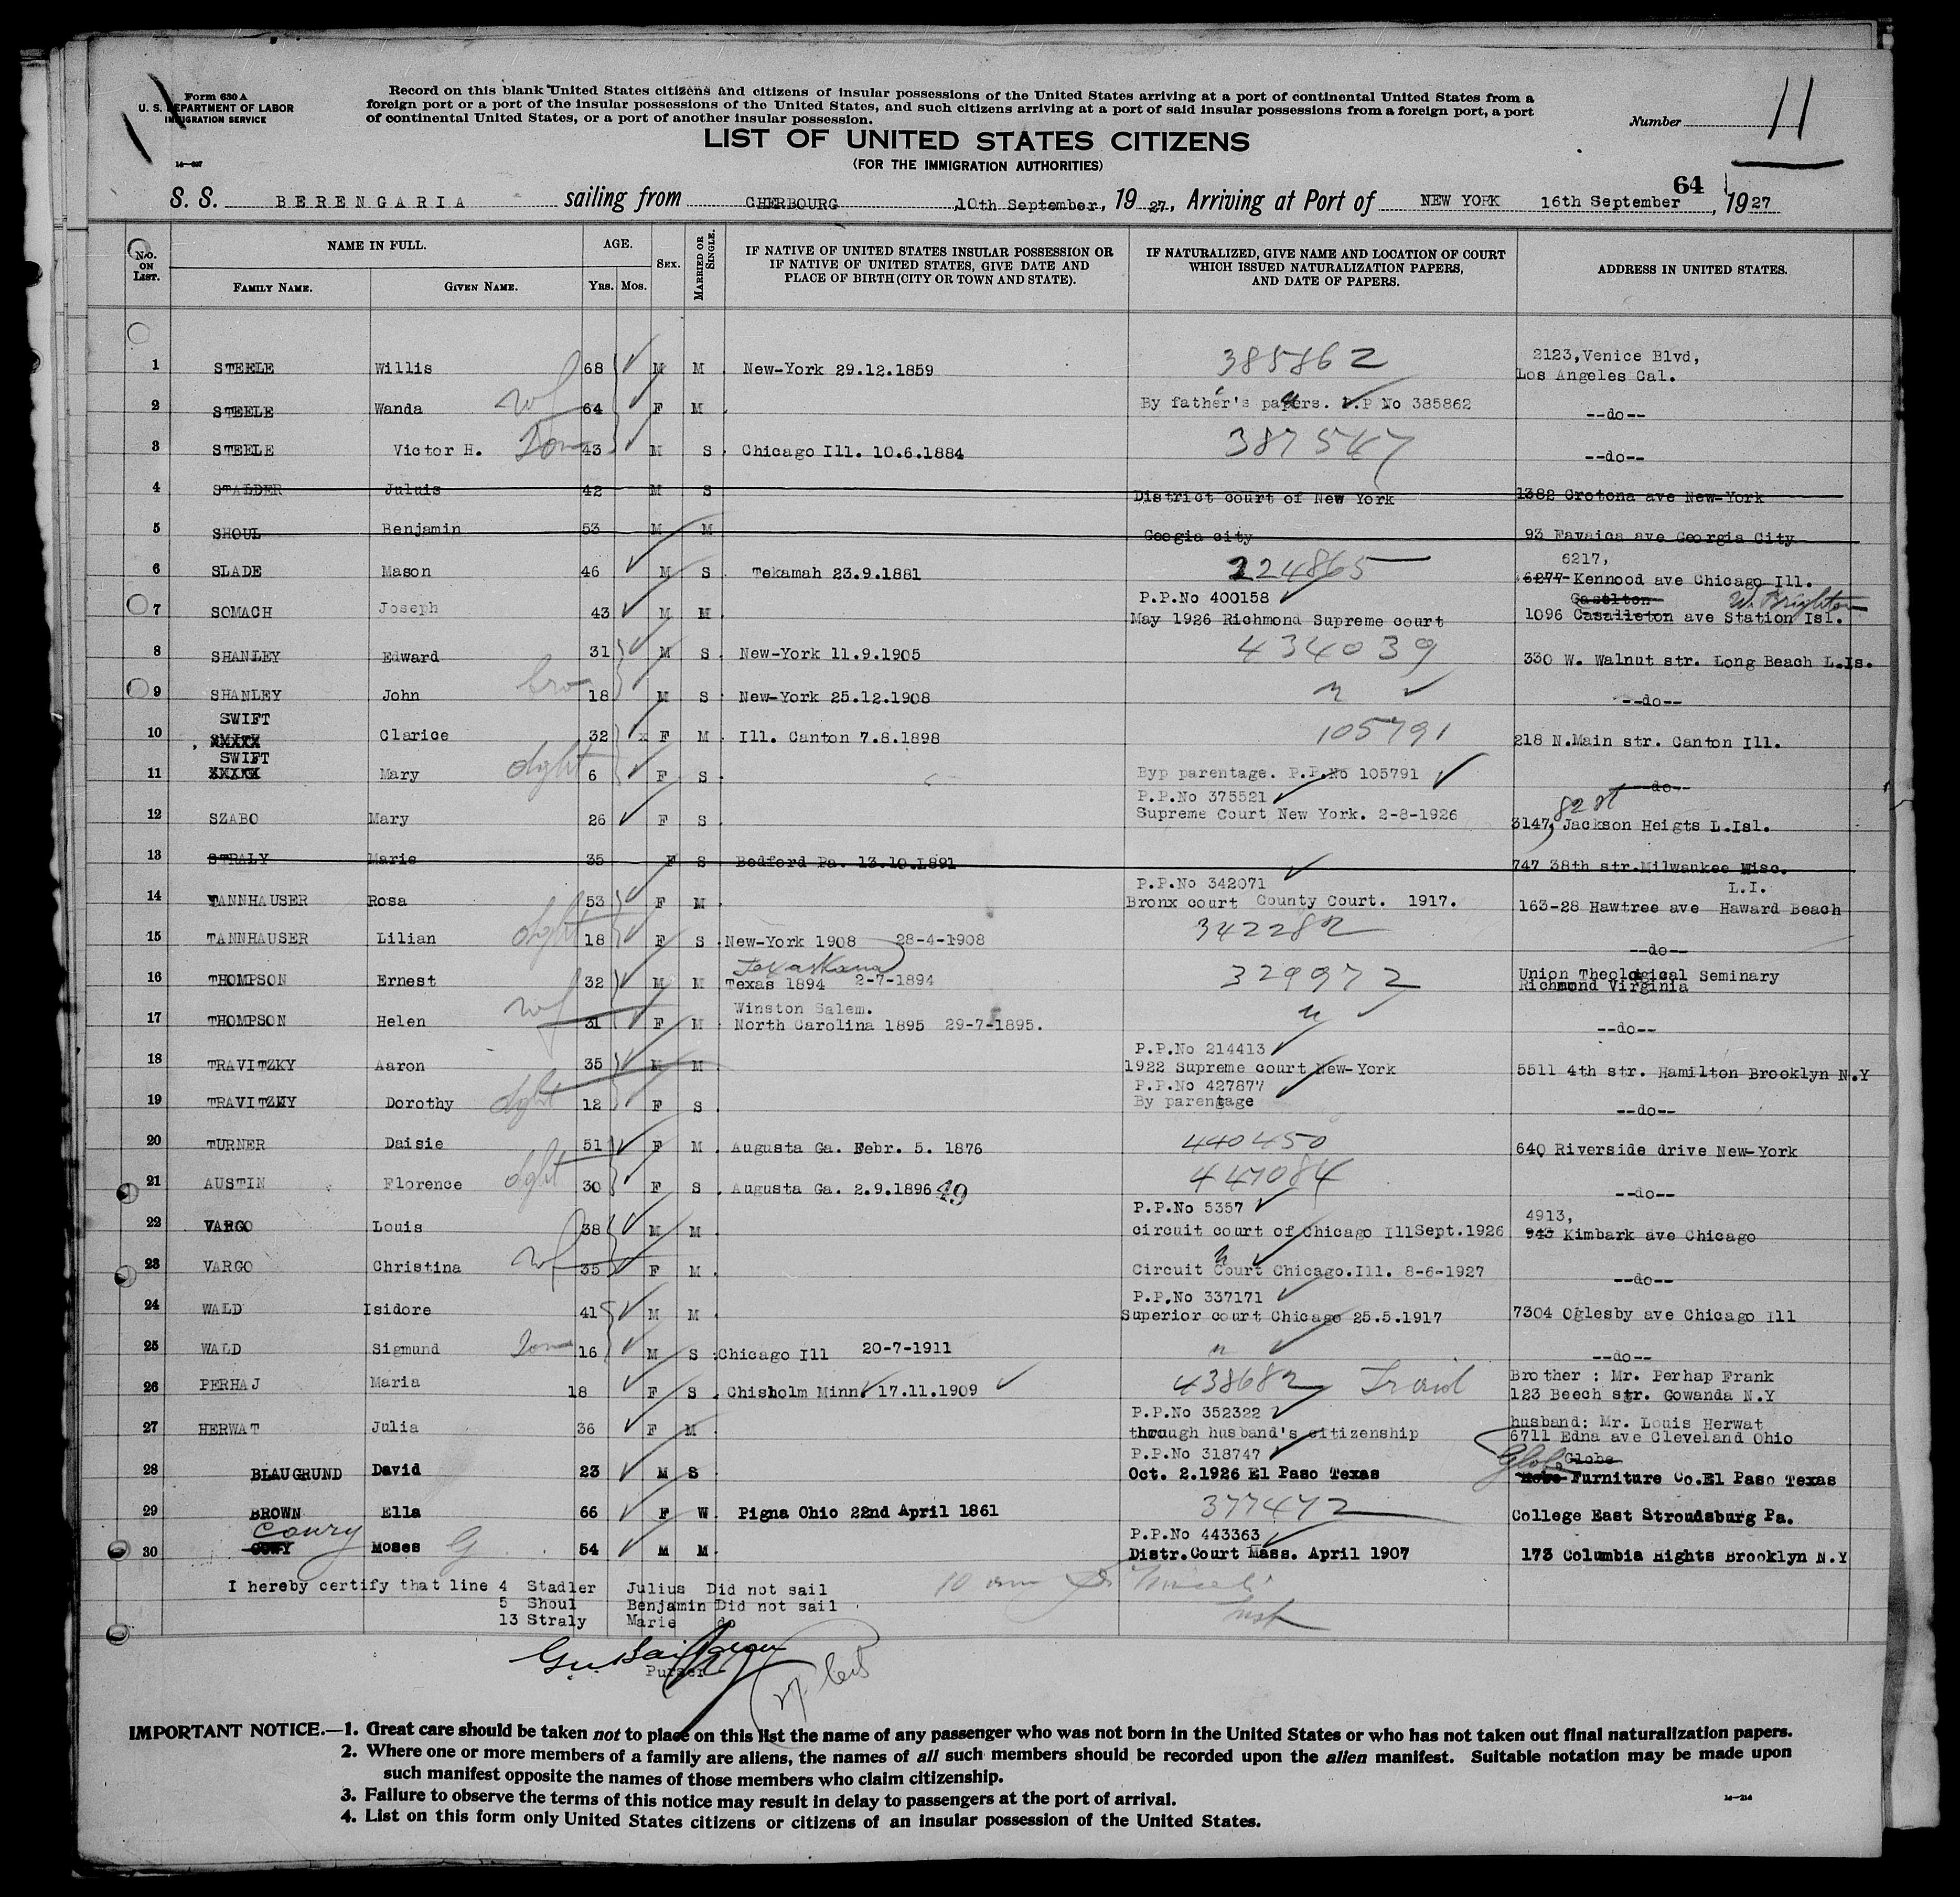 Form 630 A
U. S. DEPARTMENT OF LABOR
IMMIGRATION SERVICE
14—637
Record on this blank United States citizens and citizens of insular possessions of the United States arriving at a port of continental United States from a
foreign port or a port of the insular possessions of the United States, and such citizens arriving at a port of said insular possessions from a foreign port, a port
of continental United States, or a port of another insular possession.
Number 11
LIST OF UNITED STATES CITIZENS
(FOR THE IMMIGRATION AUTHORITIES)
64
S. S. BERENGARIA sailing from CHERBOURG ,10th September, 19 27, Arriving at Port of NEW YORK 16th September , 19 27
No. ON LIST. NAME IN FULL. FAMILY NAME. GIVEN NAME. AGE. YRS. MOS. SEX. MARRIED OR SINGLE. IF NATIVE OF UNITED STATES INSULAR POSSESSION OR IF NATIVE OF UNITED STATES, GIVE DATE AND PLACE OF BIRTH (CITY OR TOWN AND STATE). IF NATURALIZED, GIVE NAME AND LOCATION OF COURT WHICH ISSUED NATURALIZATION PAPERS, AND DATE OF PAPERS. ADDRESS IN UNITED STATES.
1 STEELE Willis 68 M M New-York 29.12.1859 385862 2123,Venice Blvd, Los Angeles Cal.
2 STEELE Wanda wf 64 F M By father's papers. P.P No 385862 --do--
3 STEELE Victor H. Son 43 M S Chicago Ill. 10.6.1884 387547 --do--
4 STALDER Juluis 42 M S District court of New York 1382 Crotona ave New-York
5 SHOUL Benjamin 53 M M Geogia city 93 Favaica ave Georgia City
6 SLADE Mason 46 M S Tekamah 23.9.1881 224865 6217, 6277 Kennood ave Chicago Ill.
7 SOMACH Joseph 43 M M P.P.No 400158 May 1926 Richmond Supreme court Gaselton W. Brighton 1096 Casaileton ave Station Isl.
8 SHANLEY Edward 31 M S New-York 11.9.1905 434039 330 W. Walnut str. Long Beach L.Is.
9 SHANLEY John bro 18 M S New-York 25.12.1908 " --do--
10 SWIFT Clarice 32 x F M Ill. Canton 7.8.1898 105791 218 N.Main str. Canton Ill.
11 SWIFT Mary dght 6 F S Byp parentage. P.P.No 105791 --do--
12 SZABO Mary 26 F S P.P.No 375521 Supreme Court New York. 2-8-1926 82 st 3147, Jackson Heigts L.Isl.
13 STRALY Marie 35 F S Bedford Pa. 13.10.1891 747 38th str.Milwaukee Wisc.
14 TANNHAUSER Rosa 53 F M P.P.No 342071 Bronx court County Court. 1917. L.I. 163-28 Hawtree ave Haward Beach
15 TANNHAUSER Lilian dght 18 F S New-York 1908 28-4-1908 342282 --do--
16 THOMPSON Ernest 32 M M Texaskana Texas 1894 2-7-1894 329972 Union Theological Seminary Richmond Virginia
17 THOMPSON Helen wf 31 F M Winston Salem. North Carolina 1895 29-7-1895. " --do--
18 TRAVITZKY Aaron 35 M M P.P.No 214413 1922 Supreme court New-York 5511 4th str. Hamilton Brooklyn N.Y
19 TRAVITZKY Dorothy dght 12 F S P.P.No 427877 By parentage --do--
20 TURNER Daisie 51 F M Augusta Ga. Febr. 5. 1876 440450 640 Riverside drive New-York
21 AUSTIN Florence dght 30 F S Augusta Ga. 2.9.1896 49 447084 --do--
22 VARGO Louis 38 M M P.P.No 5357 circuit court of Chicago IllSept.1926 4913, 943 Kimbark ave Chicago
23 VARGO Christina wf 35 F M " Circuit Court Chicago.Ill. 8-6-1927 --do--
24 WALD Isidore 41 M M P.P.No 337171 Superior court Chicago 25.5.1917 7304 Oglesby ave Chicago Ill
25 WALD Sigmund Son 16 M S Chicago Ill 20-7-1911 " --do--
26 PERHAJ Maria 18 F S Chisholm Minn. 17.11.1909 438682 Brother : Mr. Perhap Frank 123 Beech str. Gowanda N.Y
27 HERWAT Julia 36 F M P.P.No 352322 through husband's citizenship husband: Mr. Louis Herwat 6711 Edna ave Cleveland Ohio
28 BLAUGRUND David 23 M S P.P.No 318747 Oct. 2.1926 El Paso Texas Globe Globe Furniture Co.El Paso Texas
29 BROWN Ella 66 F W Pigna Ohio 22nd April 1861 377472 College East Stroudsburg Pa.
30 Coury Moses G 54 M M P.P.No 443363 Distr.Court Mass. April 1907 173 Columbia Hights Brooklyn N.Y
I hereby certify that line 4 Stadler Julius Did not sail
5 Shoul Benjamin Did not sail
13 Straly Marie do
Purser
IMPORTANT NOTICE.—1. Great care should be taken not to place on this list the name of any passenger who was not born in the United States or who has not taken out final naturalization papers.
2. Where one or more members of a family are aliens, the names of all such members should be recorded upon the alien manifest. Suitable notation may be made upon
such manifest opposite the names of those members who claim citizenship.
3. Failure to observe the terms of this notice may result in delay to passengers at the port of arrival.
4. List on this form only United States citizens or citizens of an insular possession of the United States.
14—214